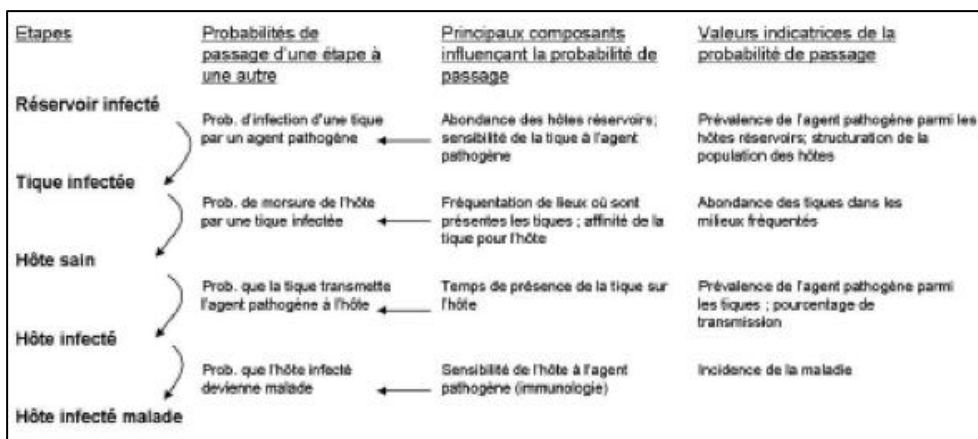 Etapes
Probabilités de
passage d'une étape à
une autre
Principaux composants
influençant la probabilité de
passage
Valeurs indicatrices de la
probabilité de passage
Réservoir infecté
Prob. d'infection d'une tique
par un agent pathogène
Abondance des hôtes réservoirs;
sensibilité de la tique à l'agent
pathogène
Prévalence de l'agent pathogène parmi les
hôtes réservoirs; structuration de la
population des hôtes
Tique infectée
Prob. de morsure de l'hôte
par une tique infectée
Fréquentation de lieux où sont
présentes les tiques ; affinité de la
tique pour l'hôte
Abondance des tiques dans les
milieux fréquentés
Hôte sain
Prob. que la tique transmette
l'agent pathogène à l'hôte
Temps de présence de la tique sur
l'hôte
Prévalence de l'agent pathogène parmi
les tiques ; pourcentage de
transmission
Hôte infecté
Prob. que l'hôte infecté
devienne malade
Sensibilité de l'hôte à l'agent
pathogène (immunologie)
Incidence de la maladie
Hôte infecté malade